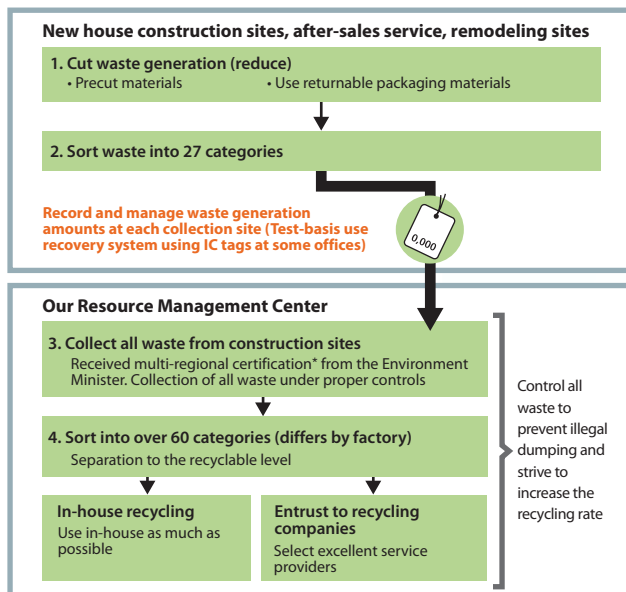 New house construction sites, after-sales service, remodeling sites
1. Cut waste generation (reduce)
• Precut materials • Use returnable packaging materials
2. Sort waste into 27 categories
Record and manage waste generation
amounts at each collection site (Test-basis use
recovery system using IC tags at some offices)
0,000
Our Resource Management Center
3. Collect all waste from construction sites
Received multi-regional certification* from the Environment
Minister. Collection of all waste under proper controls
4. Sort into over 60 categories (differs by factory)
Separation to the recyclable level
In-house recycling
Use in-house as much as
possible
Entrust to recycling
companies
Select excellent service
providers
Control all
waste to
prevent illegal
dumping and
strive to
increase the
recycling rate